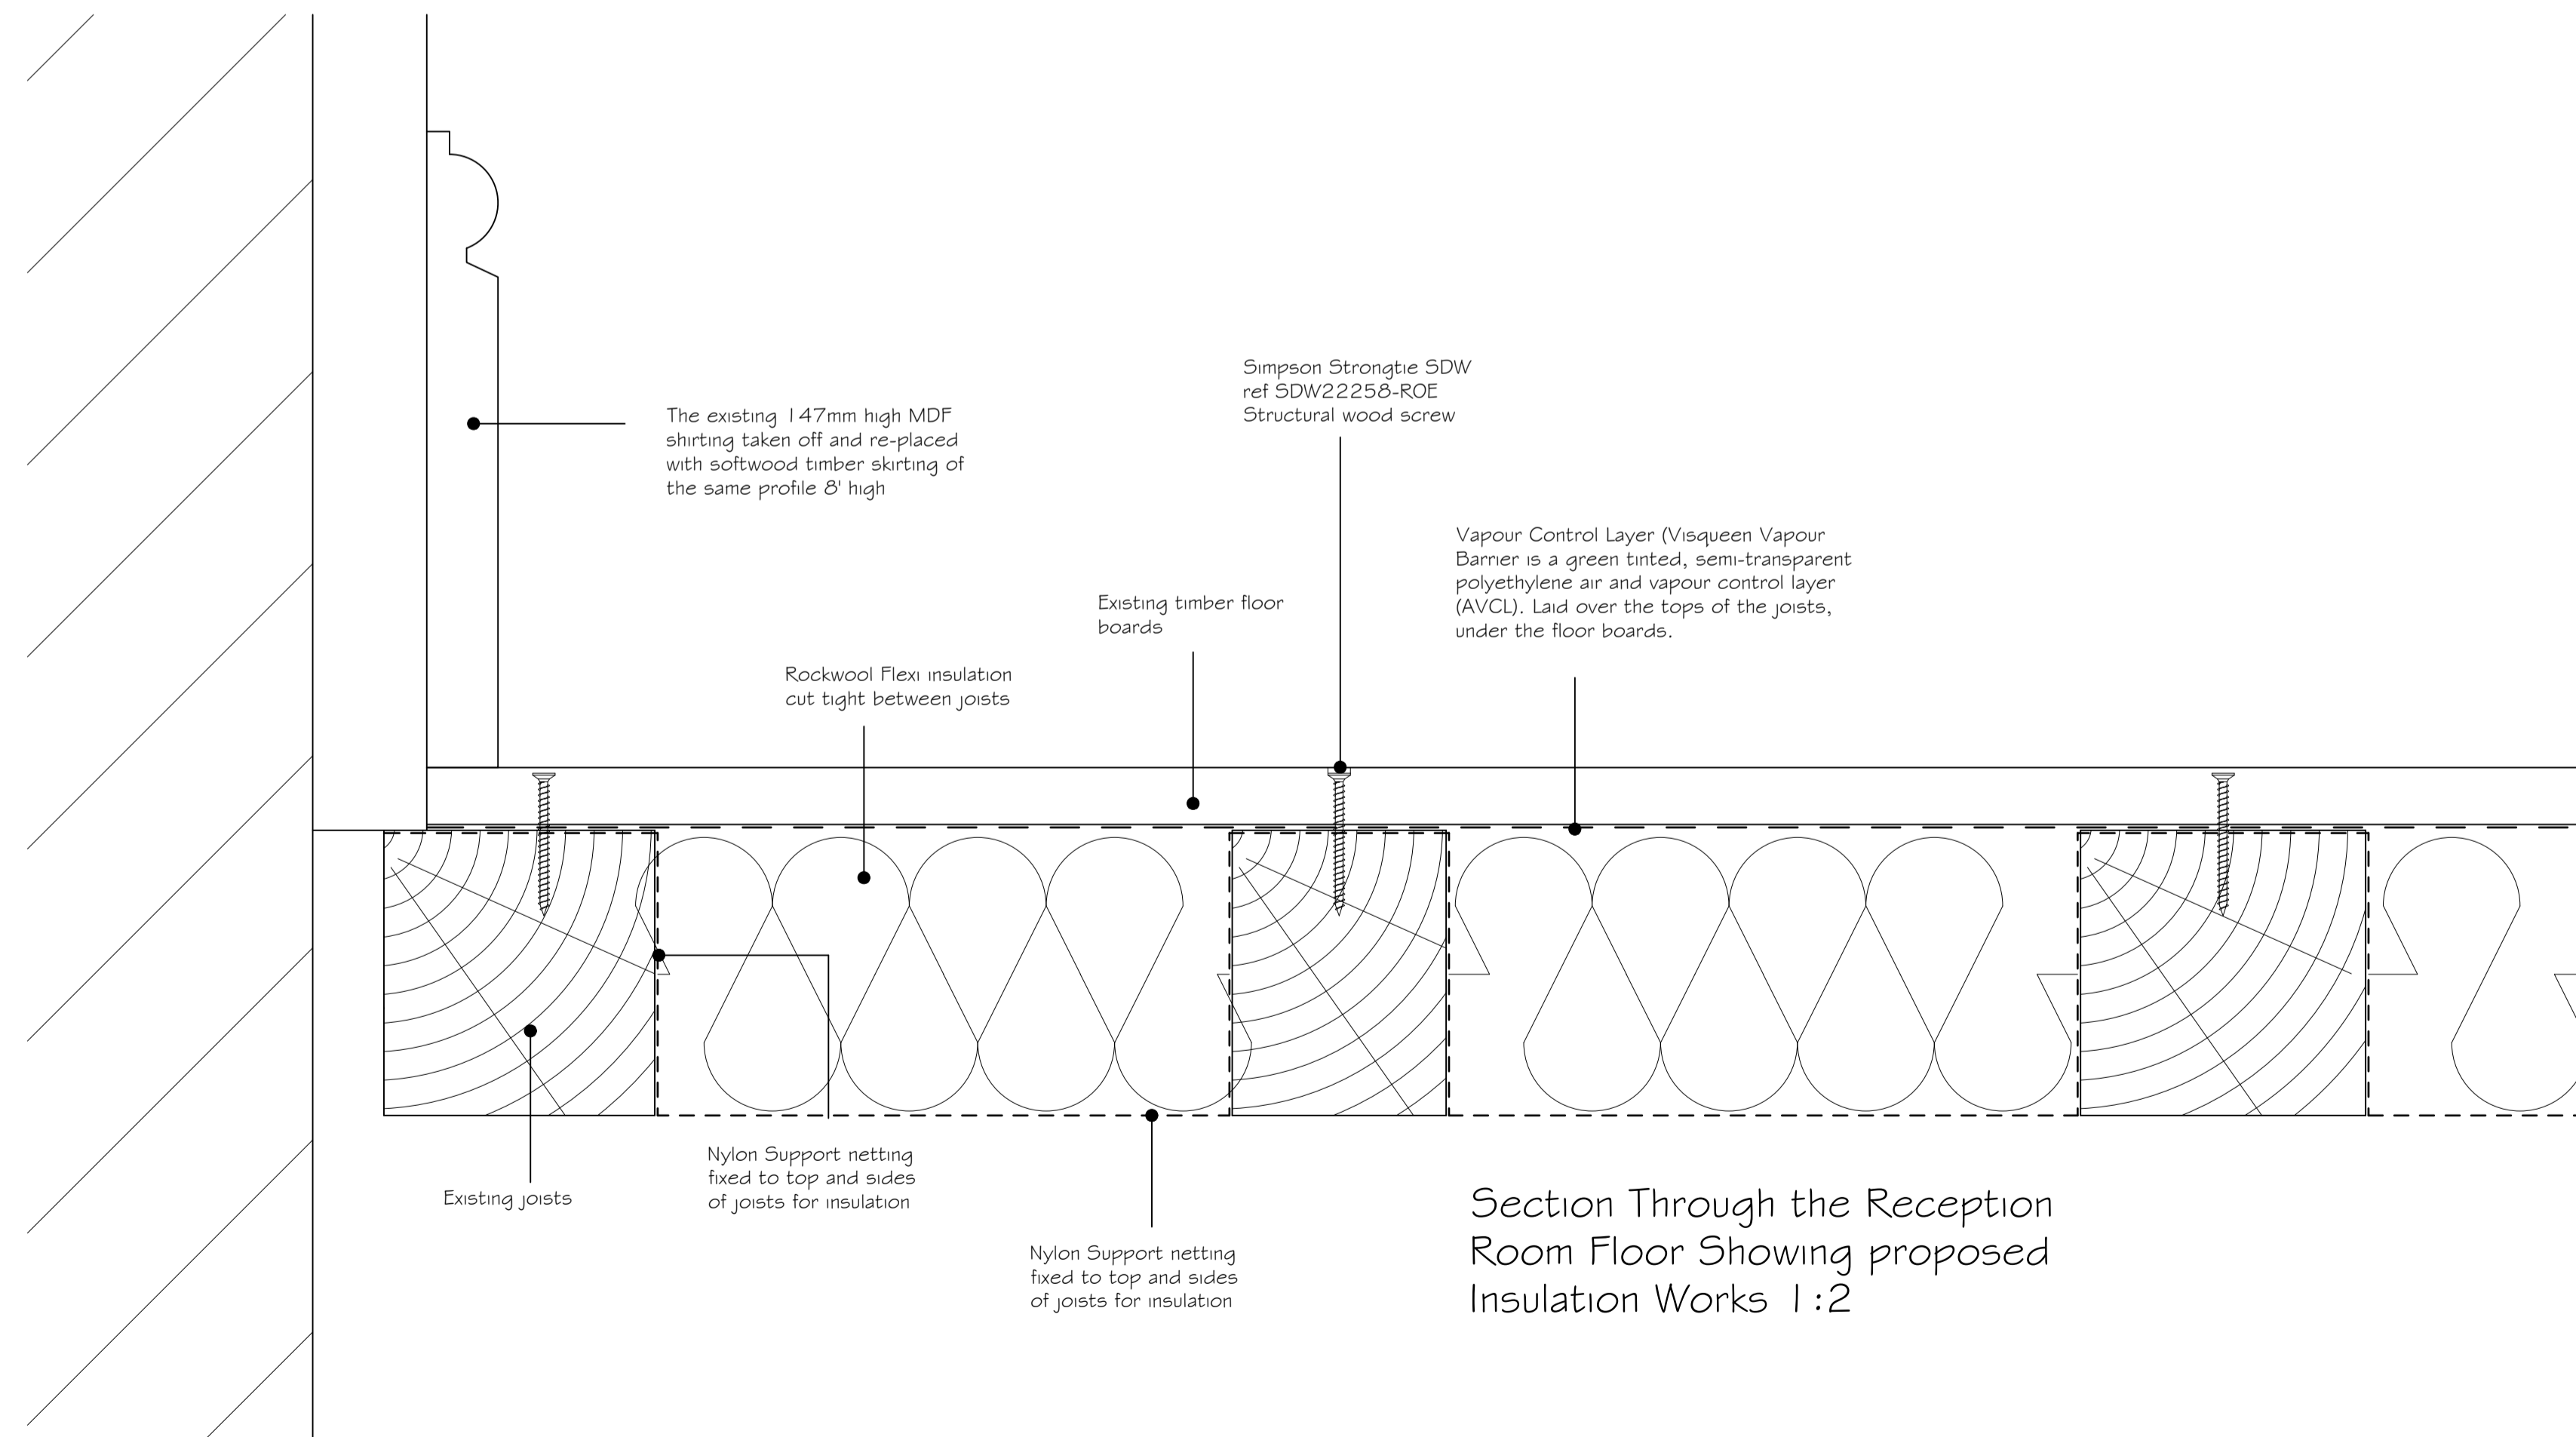 The existing 147mm high MDF
shirting taken off and re-placed
with softwood timber skirting of
the same profile 8' high
Simpson Strongtie SDW
ref SDW22258-ROE
Structural wood screw
Vapour Control Layer (Visqueen Vapour
Barrier is a green tinted, semi-transparent
polyethylene air and vapour control layer
(AVCL). Laid over the tops of the joists,
under the floor boards.
Existing timber floor
boards
Rockwool Flexi insulation
cut tight between joists
Existing joists
Nylon Support netting
fixed to top and sides
of joists for insulation
Nylon Support netting
fixed to top and sides
of joists for insulation
Section Through the Reception
Room Floor Showing proposed
Insulation Works 1:2